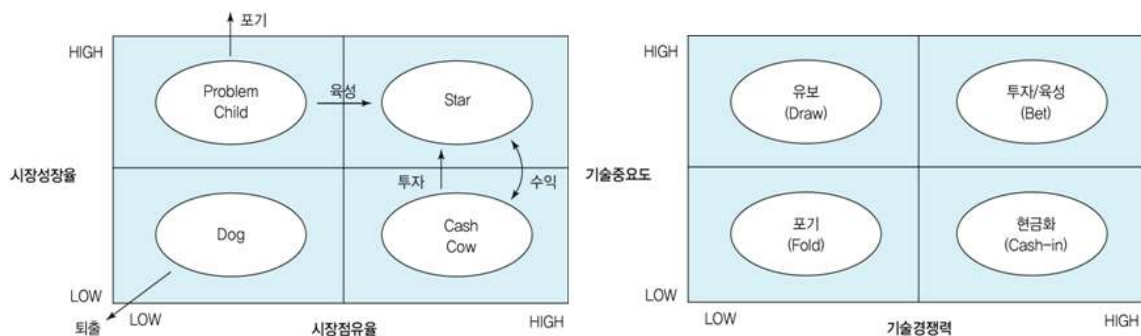 포기
HIGH
Problem
Child
육성
Star
시장성장율
투자
수익
Dog
Cash
Cow
LOW
퇴출
LOW
시장점유율
HIGH
HIGH
유보
(Draw)
투자/육성
(Bet)
기술중요도
포기
(Fold)
현금화
(Cash-in)
LOW
LOW
기술경쟁력
HIGH